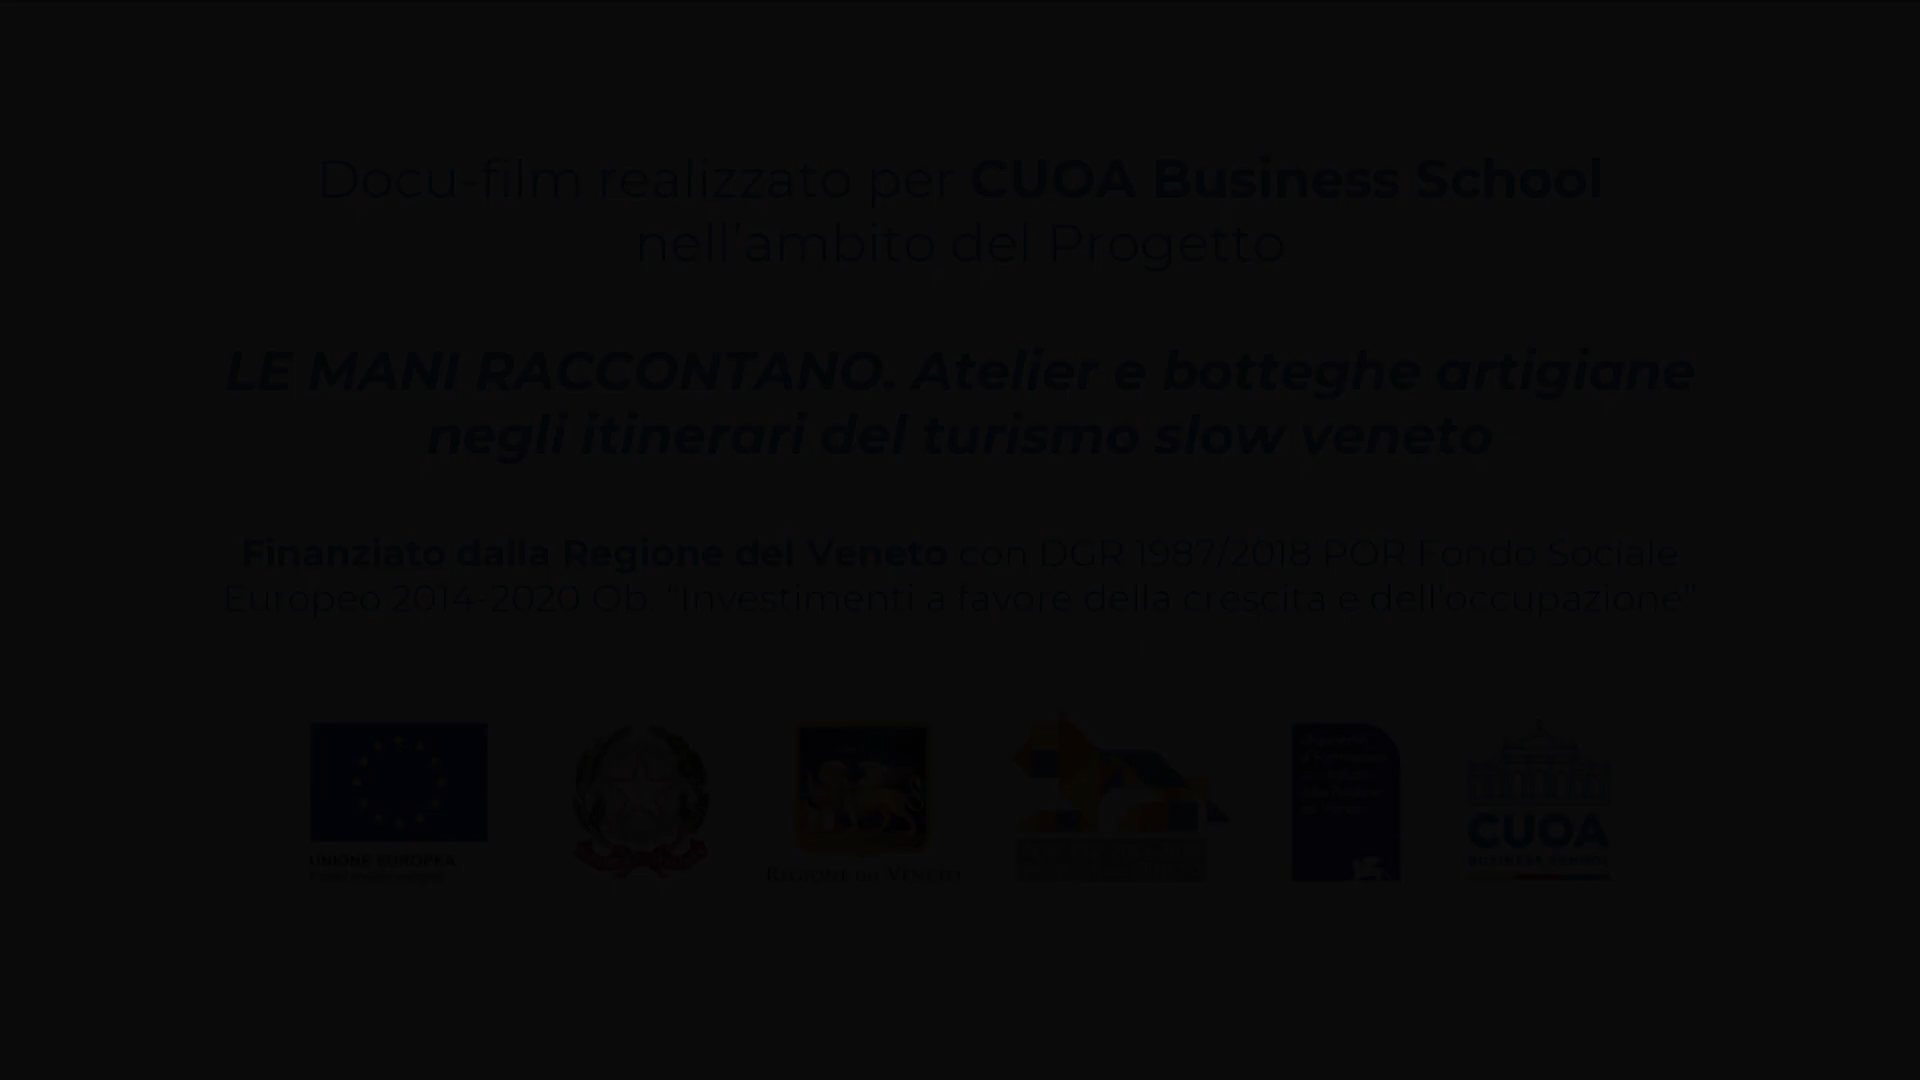 Docu-film realizzato per CUOA Business School
nell'ambito del Progetto
LE MANI RACCONTANO. Atelier e botteghe artigiane
negli itinerari del turismo slow veneto
Finanziato dalla Regione del Veneto con DGR 1987/2018 POR Fondo Sociale
Europeo 2014-2020 Ob. "Investimenti a favore della crescita e dell'occupazione"
UNIONE EUROPEA
REGIONE DEL VENETO
CUOA
BUSINESS SCHOOL